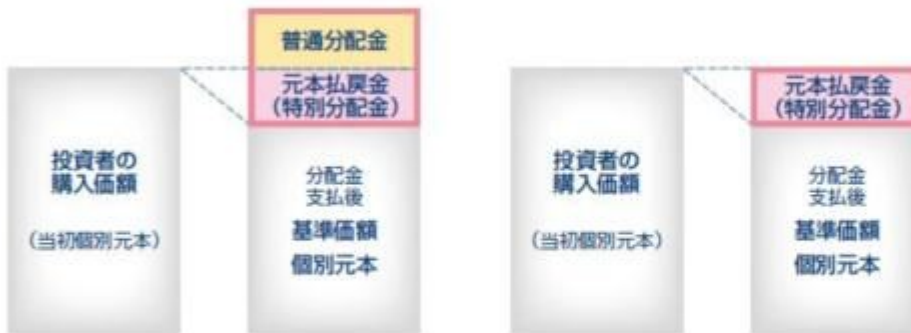 普通分配金
元本払戻金
（特別分配金）
投資者の
購入価額
（当初個別元本）
分配金
支払後
基準価額
個別元本
元本払戻金
（特別分配金）
投資者の
購入価額
（当初個別元本）
分配金
支払後
基準価額
個別元本